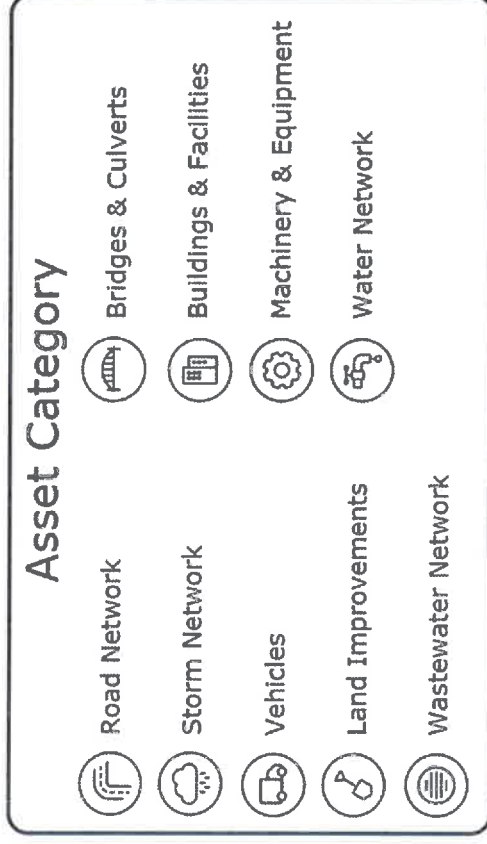 Asset Category
Road Network
Bridges & Culverts
Storm Network
Buildings & Facilities
Vehicles
Machinery & Equipment
Land Improvements
Water Network
Wastewater Network